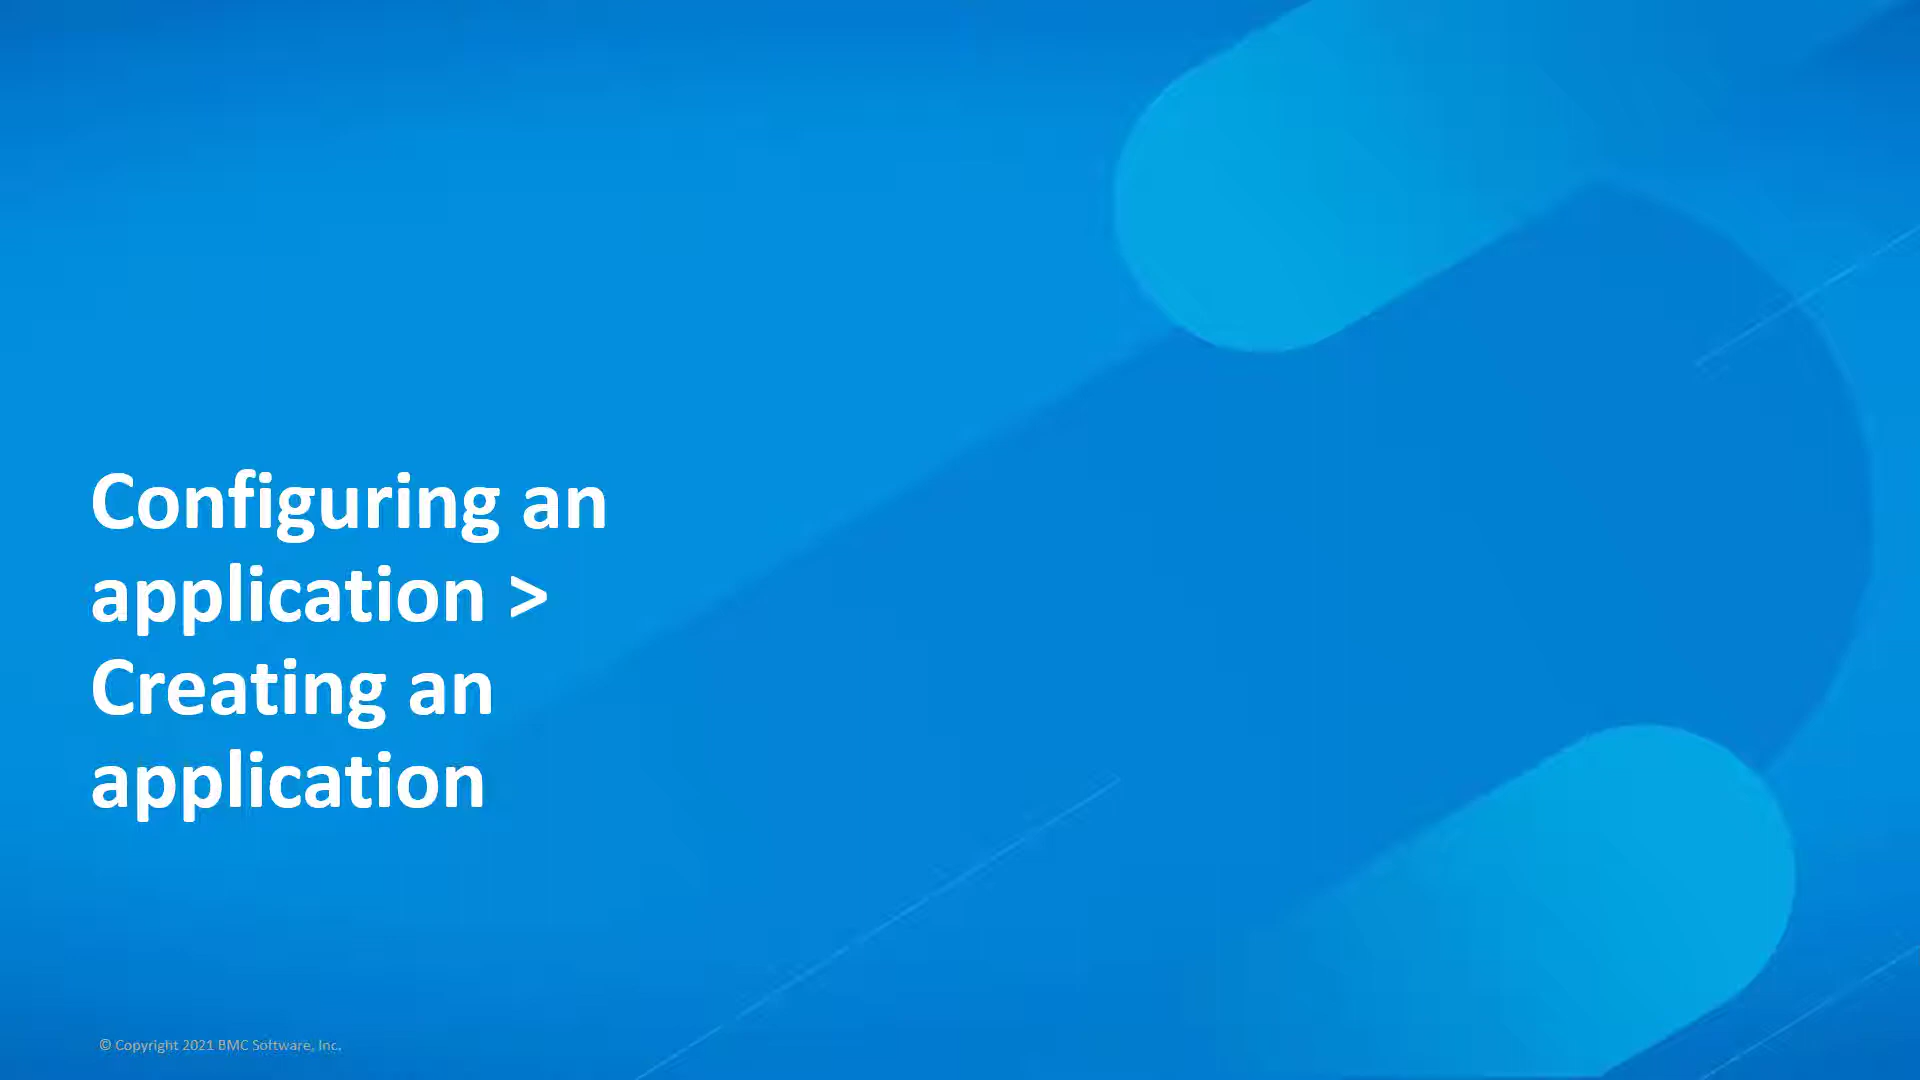 Configuring an
application >
Creating an
application
© Copyright 2021 BMC Software, Inc.